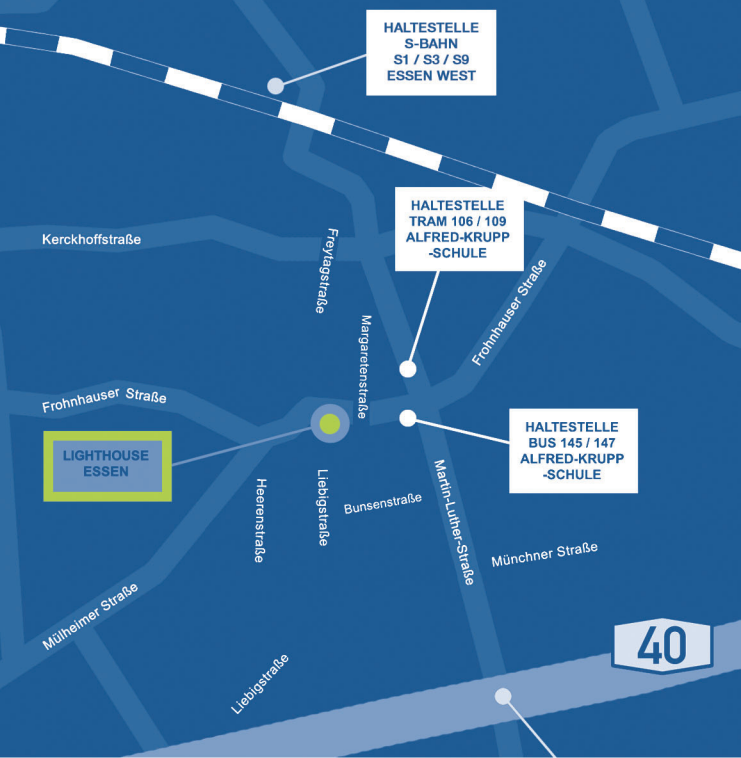 HALTESTELLE
S-BAHN
S1 / S3 / S9
ESSEN WEST
HALTESTELLE
TRAM 106 / 109
ALFRED-KRUPP
-SCHULE
Kerckhoffstraße
Freytagstraße
Frohnhauser Straße
Margaretenstraße
Frohnhauser Straße
HALTESTELLE
BUS 145 / 147
ALFRED-KRUPP
-SCHULE
LIGHTHOUSE
ESSEN
Heerenstraße
Liebigstraße
Bunsenstraße
Martin-Luther-Straße
Münchner Straße
Mülheimer Straße
40
Liebigstraße